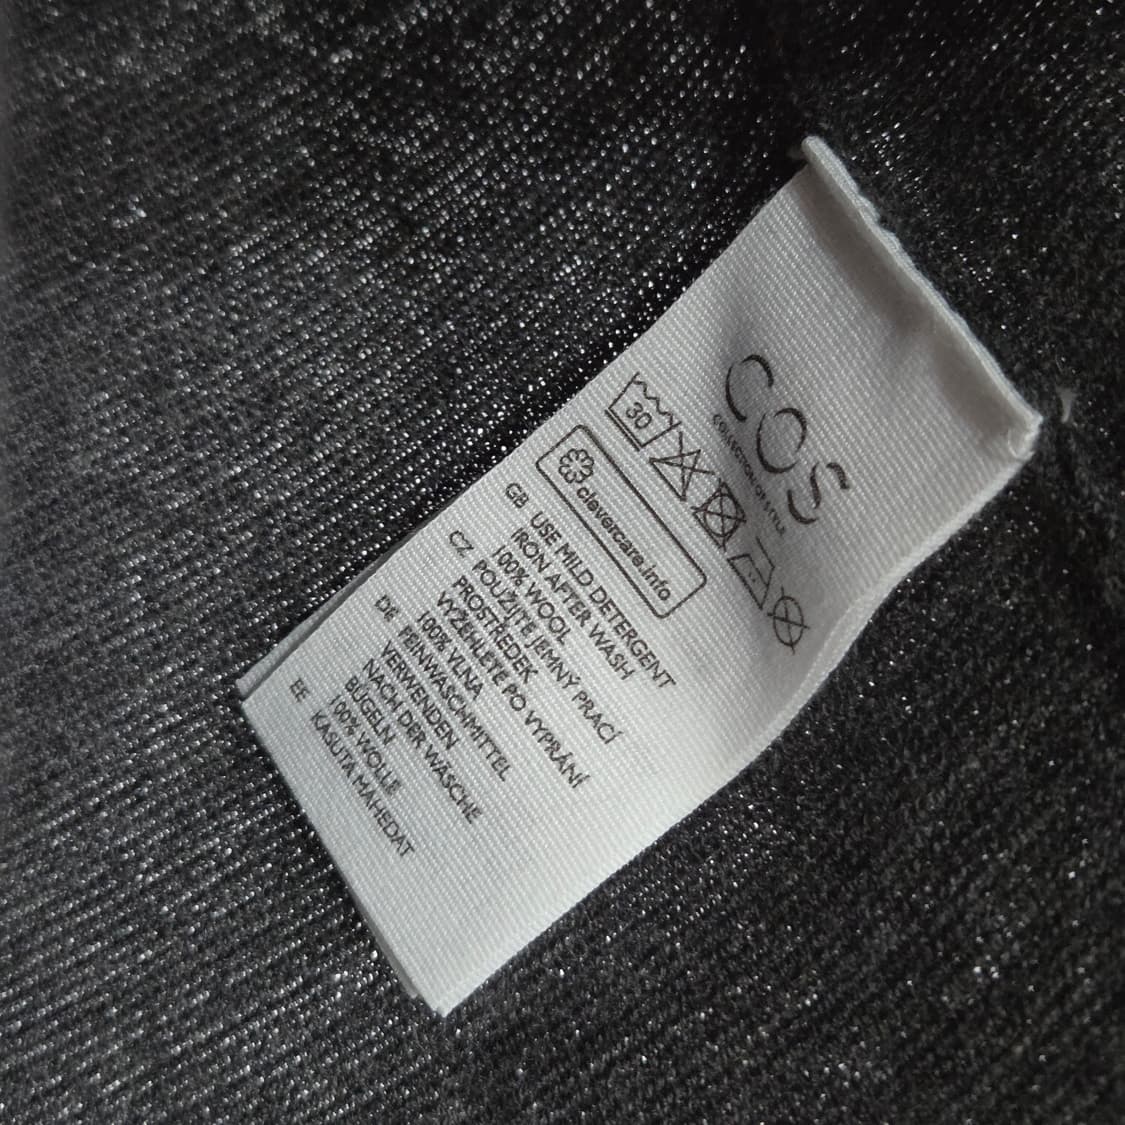 COS
COLLECTION OF STYLE
30
clevercare.info
GB USE MILD DETERGENT
IRON AFTER WASH
100% WOOL
CZ POUŽIJTE JEMNÝ PRACÍ
PROSTŘEDEK
VYŽEHLETE PO VYPRÁNÍ
100% VLNA
DE FEINWASCHMITTEL
VERWENDEN
NACH DER WÄSCHE
BÜGELN
100% WOLLE
EE KASUTA MAHEDAT